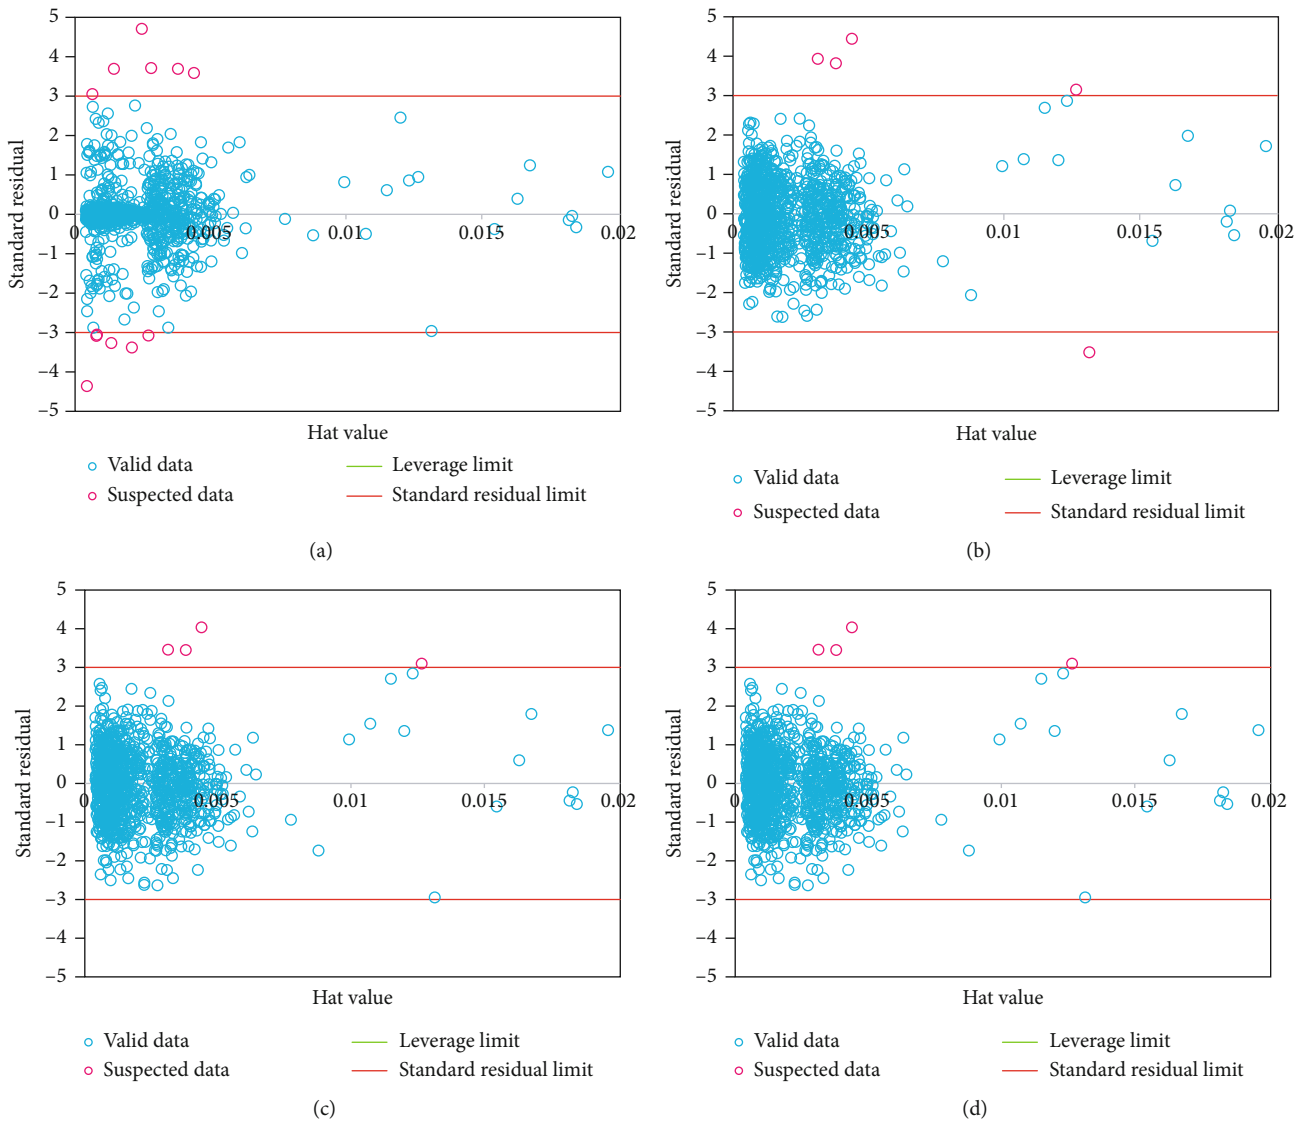 5
4
3
2
1
0
−1
−2
−3
−4
−5
Standard residual
0 0.005 0.01 0.015 0.02
Hat value
Valid data
Leverage limit
Suspected data
Standard residual limit
(a)
5
4
3
2
1
0
−1
−2
−3
−4
−5
Standard residual
0 0.005 0.01 0.015 0.02
Hat value
Valid data
Leverage limit
Suspected data
Standard residual limit
(b)
5
4
3
2
1
0
−1
−2
−3
−4
−5
Standard residual
0 0.005 0.01 0.015 0.02
Hat value
Valid data
Leverage limit
Suspected data
Standard residual limit
(c)
5
4
3
2
1
0
−1
−2
−3
−4
−5
Standard residual
0 0.005 0.01 0.015 0.02
Hat value
Valid data
Leverage limit
Suspected data
Standard residual limit
(d)